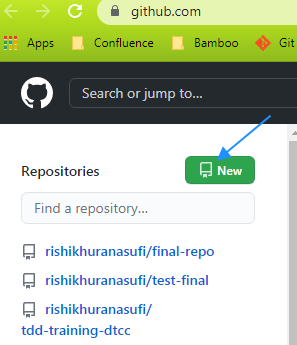 github.com
Apps Confluence Bamboo Git
Search or jump to...
Repositories New
Find a repository...
rishikhuranasufi/final-repo
rishikhuranasufi/test-final
rishikhuranasufi/
tdd-training-dtcc